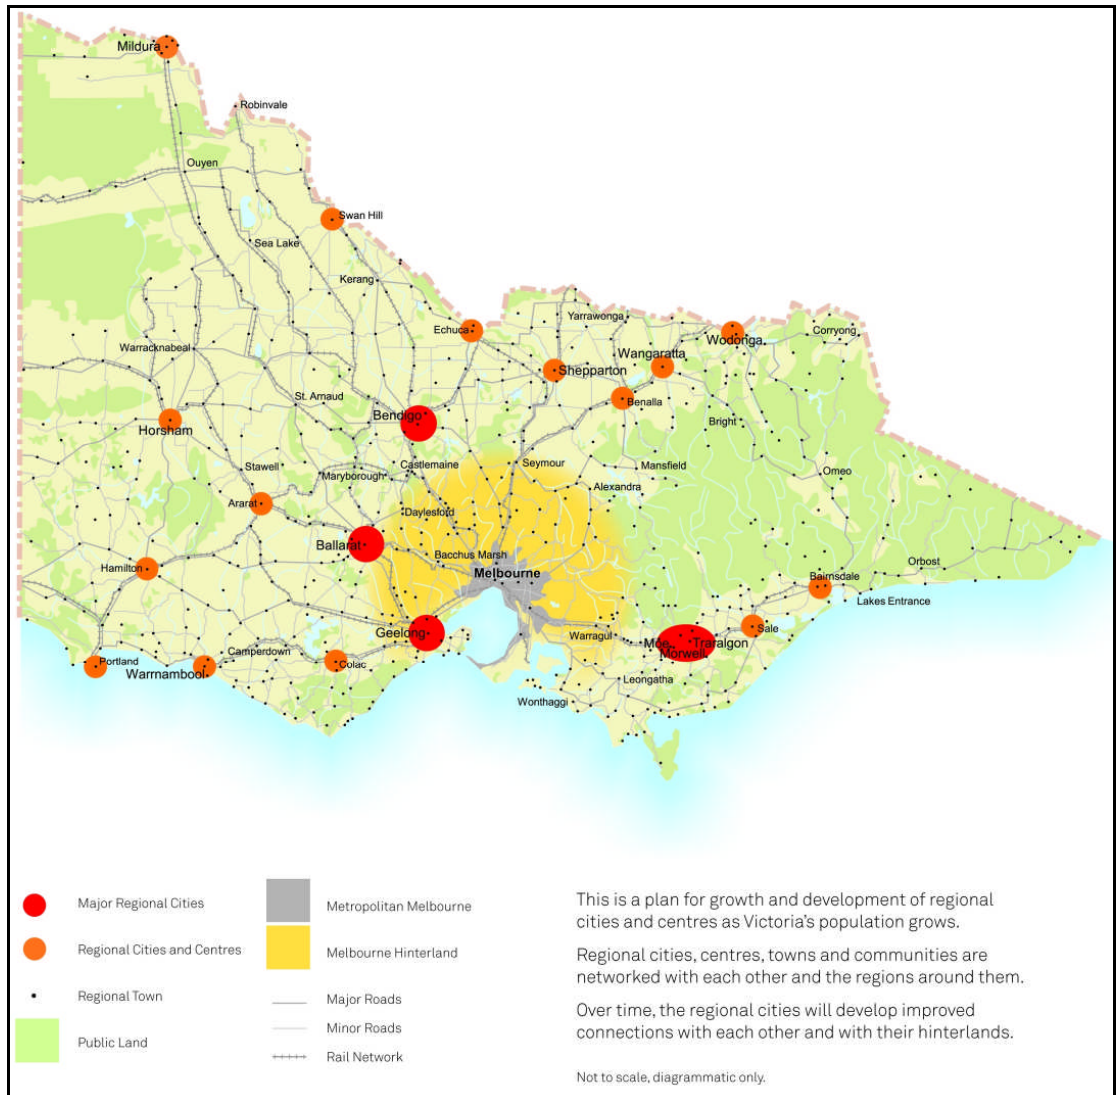 Mildura
Robinvale
Ouyen
Swan Hill
Sea Lake
Kerang
Yarrawonga
Echuca
Corryong
Wodonga
Warracknabeal
Wangaratta
Shepparton
St. Arnaud
Benalla
Bendigo
Bright
Horsham
Stawell
Castlemaine
Seymour
Mansfield
Maryborough
Omeo
Alexandra
Ararat
Daylesford
Ballarat
Bacchus Marsh
Orbost
Hamilton
Melbourne
Bairnsdale
Lakes Entrance
Geelong
Warragul
Sale
Moe
Traralgon
Morwell
Camperdown
Portland
Colac
Warrnambool
Leongatha
Wonthaggi
Major Regional Cities
Regional Cities and Centres
Regional Town
Public Land
Metropolitan Melbourne
Melbourne Hinterland
Major Roads
Minor Roads
Rail Network
This is a plan for growth and development of regional
cities and centres as Victoria's population grows.
Regional cities, centres, towns and communities are
networked with each other and the regions around them.
Over time, the regional cities will develop improved
connections with each other and with their hinterlands.
Not to scale, diagrammatic only.